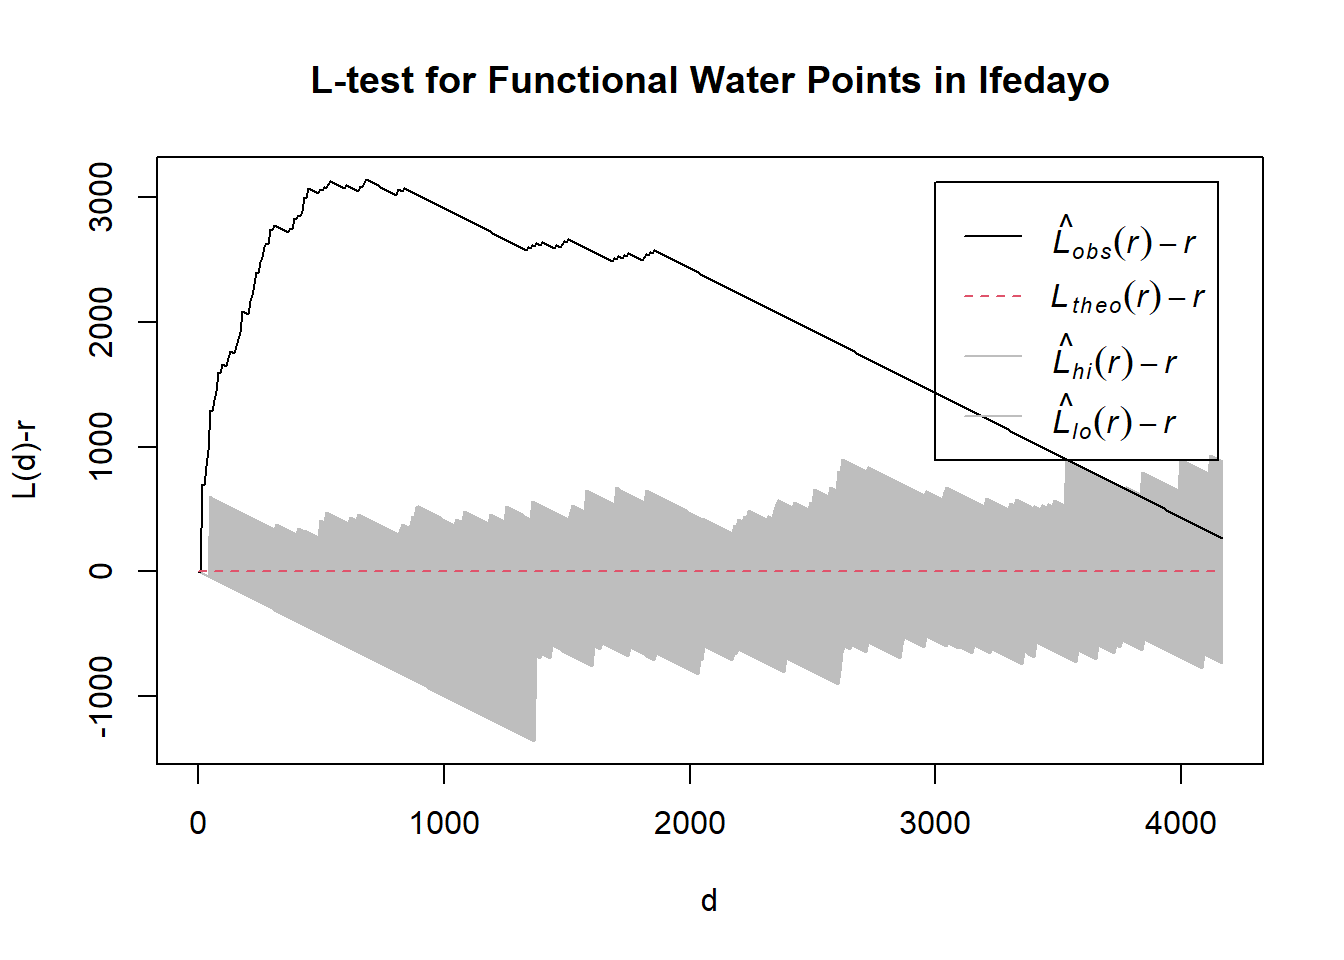 L-test for Functional Water Points in Ifedayo
L(d)-r
3000
2000
1000
0
-1000
L̂obs(r) – r
Ltheo(r) – r
L̂hi(r) – r
L̂lo(r) – r
0 1000 2000 3000 4000
d